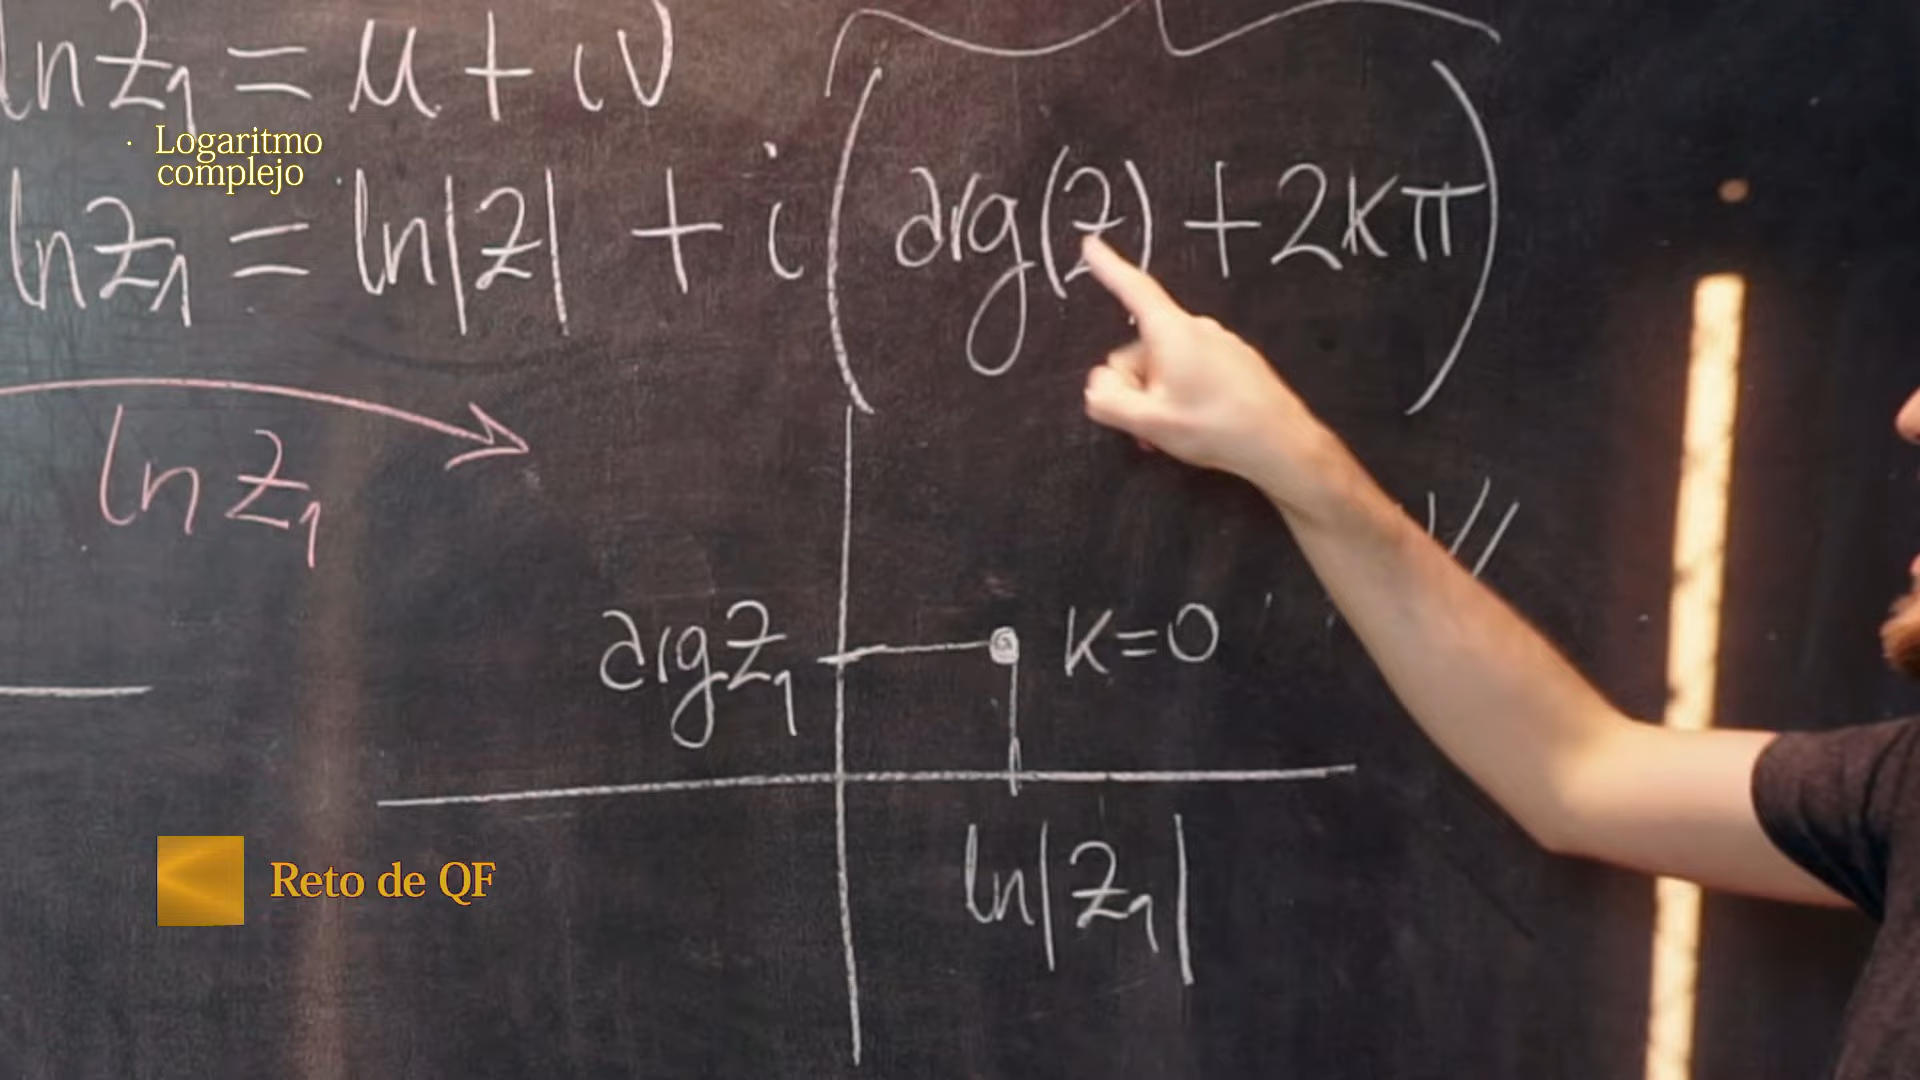 ln z₁ = u + iv
· Logaritmo
complejo
ln z₁ = ln|z| + i(arg(z) + 2kπ)
ln z₁
arg z₁
k=0
ln|z₁|
Reto de QF